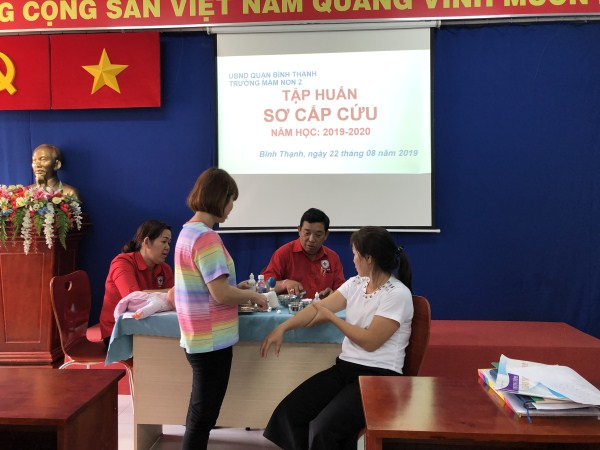 CỘNG SẢN VIỆT NAM QUANG VINH MUÔN
UBND QUẬN BÌNH THẠNH
TRƯỜNG MẦM NON 2
TẬP HUẤN
SƠ CẤP CỨU
NĂM HỌC: 2019-2020
Bình Thạnh, ngày 22 tháng 08 năm 2019